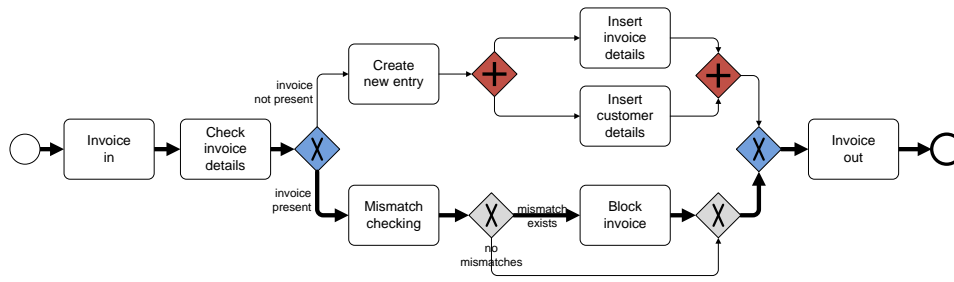 Insert
invoice
details
Create
new entry
invoice
not present
Insert
customer
details
Invoice
in
Check
invoice
details
X
X
Invoice
out
invoice
present
Mismatch
checking
X
mismatch
exists
Block
invoice
X
no
mismatches